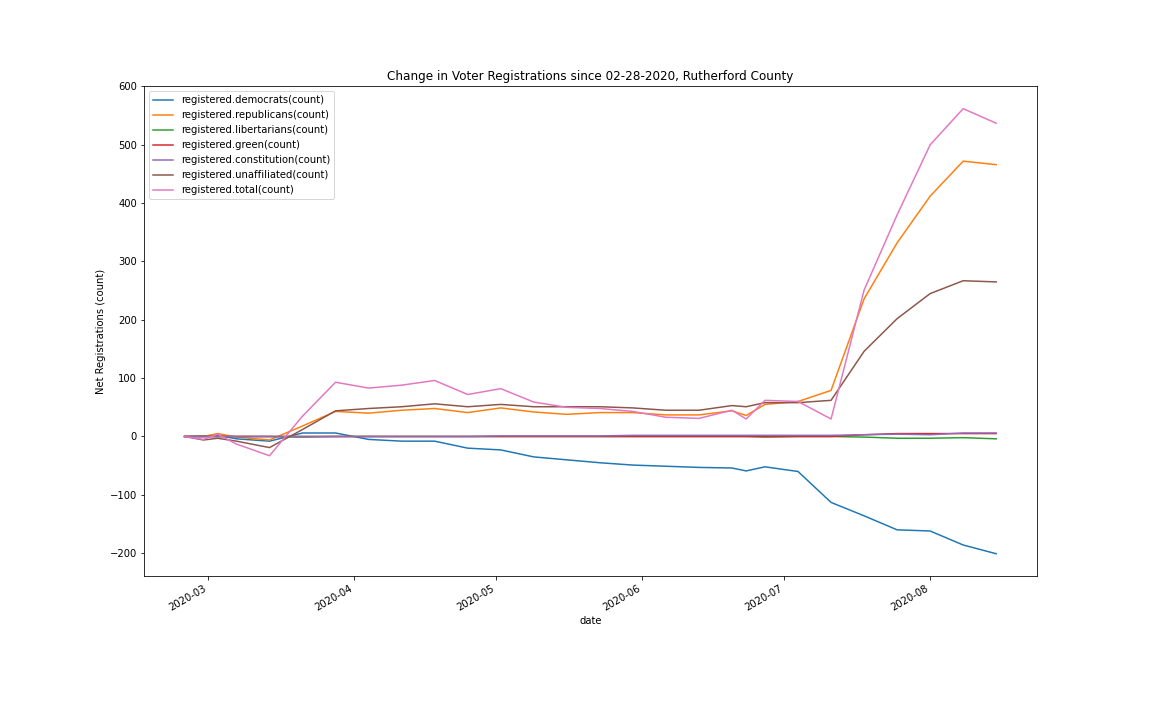 Change in Voter Registrations since 02-28-2020, Rutherford County
600
500
400
300
200
100
0
−100
−200
Net Registrations (count)
registered.democrats(count)
registered.republicans(count)
registered.libertarians(count)
registered.green(count)
registered.constitution(count)
registered.unaffiliated(count)
registered.total(count)
2020-03
2020-04
2020-05
2020-06
2020-07
2020-08
date